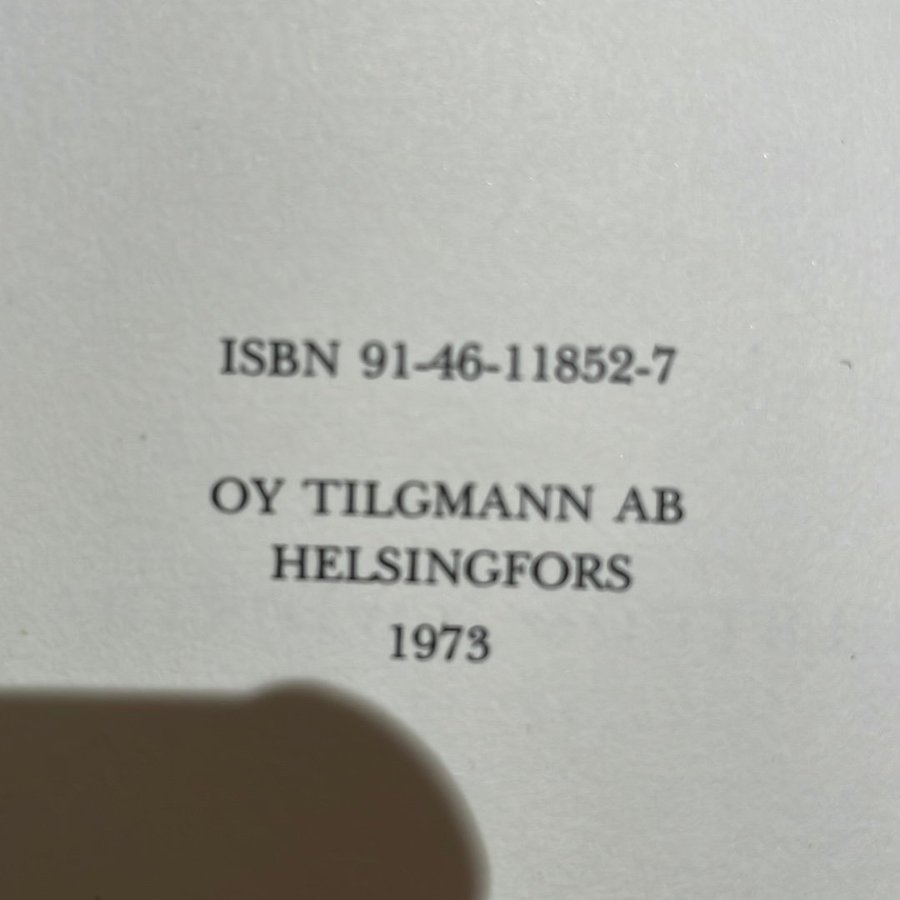 ISBN 91-46-11852-7
OY TILGMANN AB
HELSINGFORS
1973